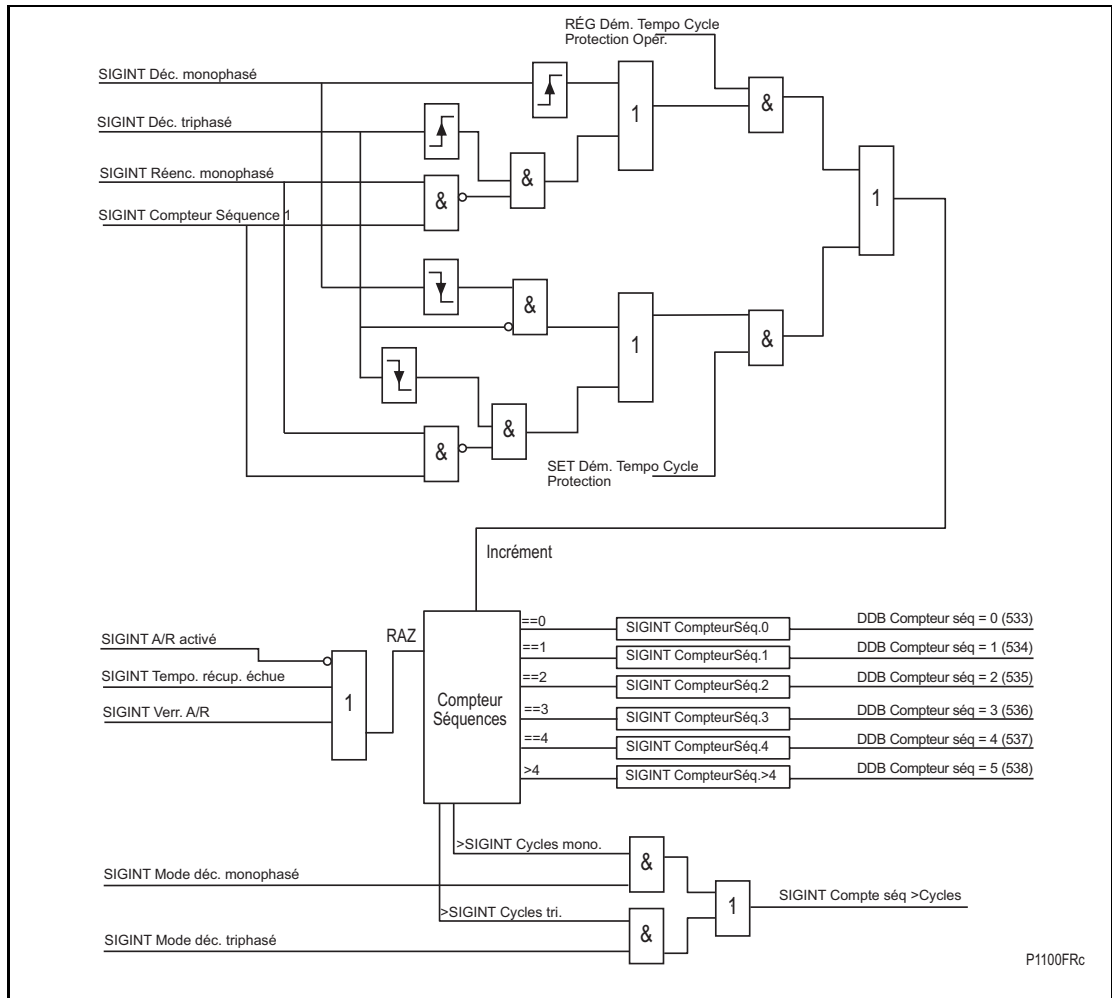 RÉG Dém. Tempo Cycle
Protection Opér.
SIGINT Déc. monophasé
1
&
SIGINT Déc. triphasé
&
SIGINT Réenc. monophasé
&
1
SIGINT Compteur Séquence 1
&
1
&
&
&
SET Dém. Tempo Cycle
Protection
Incrément
SIGINT A/R activé
RAZ
SIGINT Tempo. récup. échue
1
SIGINT Verr. A/R
Compteur
Séquences
==0
SIGINT CompteurSéq.0
DDB Compteur séq = 0 (533)
==1
SIGINT CompteurSéq.1
DDB Compteur séq = 1 (534)
==2
SIGINT CompteurSéq.2
DDB Compteur séq = 2 (535)
==3
SIGINT CompteurSéq.3
DDB Compteur séq = 3 (536)
==4
SIGINT CompteurSéq.4
DDB Compteur séq = 4 (537)
>4
SIGINT CompteurSéq.>4
DDB Compteur séq = 5 (538)
>SIGINT Cycles mono.
&
SIGINT Mode déc. monophasé
1
SIGINT Compte séq >Cycles
>SIGINT Cycles tri.
&
SIGINT Mode déc. triphasé
P1100FRc